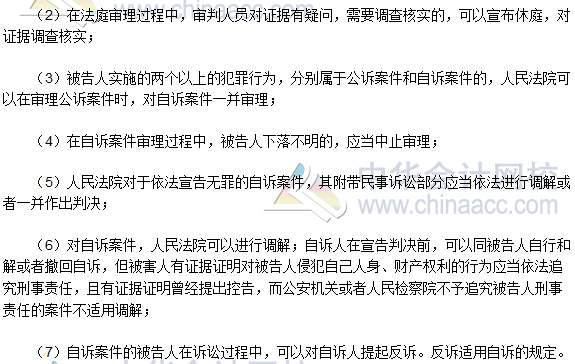 （2）在法庭审理过程中，审判人员对证据有疑问，需要调查核实的，可以宣布休庭，对
证据调查核实；
（3）被告人实施的两个以上的犯罪行为，分别属于公诉案件和自诉案件的，人民法院可
以在审理公诉案件时，对自诉案件一并审理；
（4）在自诉案件审理过程中，被告人下落不明的，应当中止审理；
（5）人民法院对于依法宣告无罪的自诉案件，其附带民事诉讼部分应当依法进行调解或
者一并作出判决；
中华会计网校
www.chinaacc.com
（6）对自诉案件，人民法院可以进行调解；自诉人在宣告判决前，可以同被告人自行和
解或者撤回自诉，但被害人有证据证明对被告人侵犯自己人身、财产权利的行为应当依法追
究刑事责任，且有证据证明曾经提出控告，而公安机关或者人民检察院不予追究被告人刑事
责任的案件不适用调解；
（7）自诉案件的被告人在诉讼过程中，可以对自诉人提起反诉。反诉适用自诉的规定。